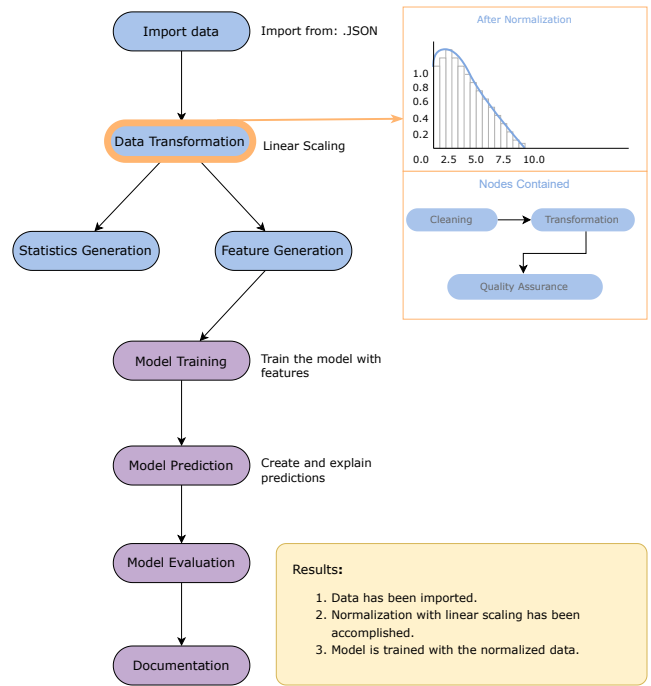 Import data
Import from: .JSON
Data Transformation
Linear Scaling
Statistics Generation
Feature Generation
Model Training
Train the model with
features
Model Prediction
Create and explain
predictions
Model Evaluation
Documentation
After Normalization
1.0
0.8
0.6
0.4
0.2
0.0 2.5 5.0 7.5 10.0
Nodes Contained
Cleaning
Transformation
Quality Assurance
Results:
1. Data has been imported.
2. Normalization with linear scaling has been
accomplished.
3. Model is trained with the normalized data.